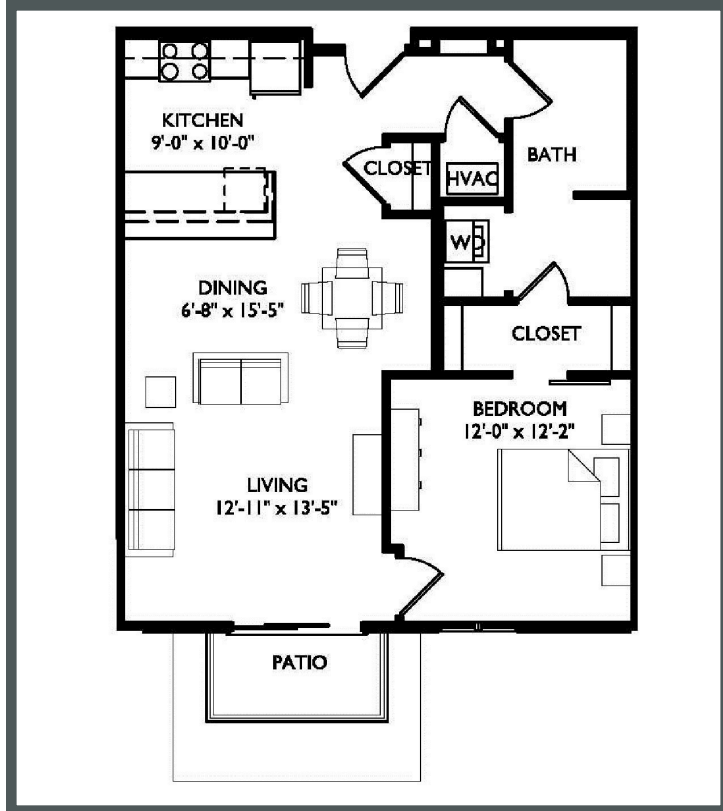 KITCHEN
9'-0" x 10'-0"
CLOSET
HVAC
BATH
WD
DINING
6'-8" x 15'-5"
CLOSET
BEDROOM
12'-0" x 12'-2"
LIVING
12'-11" x 13'-5"
PATIO